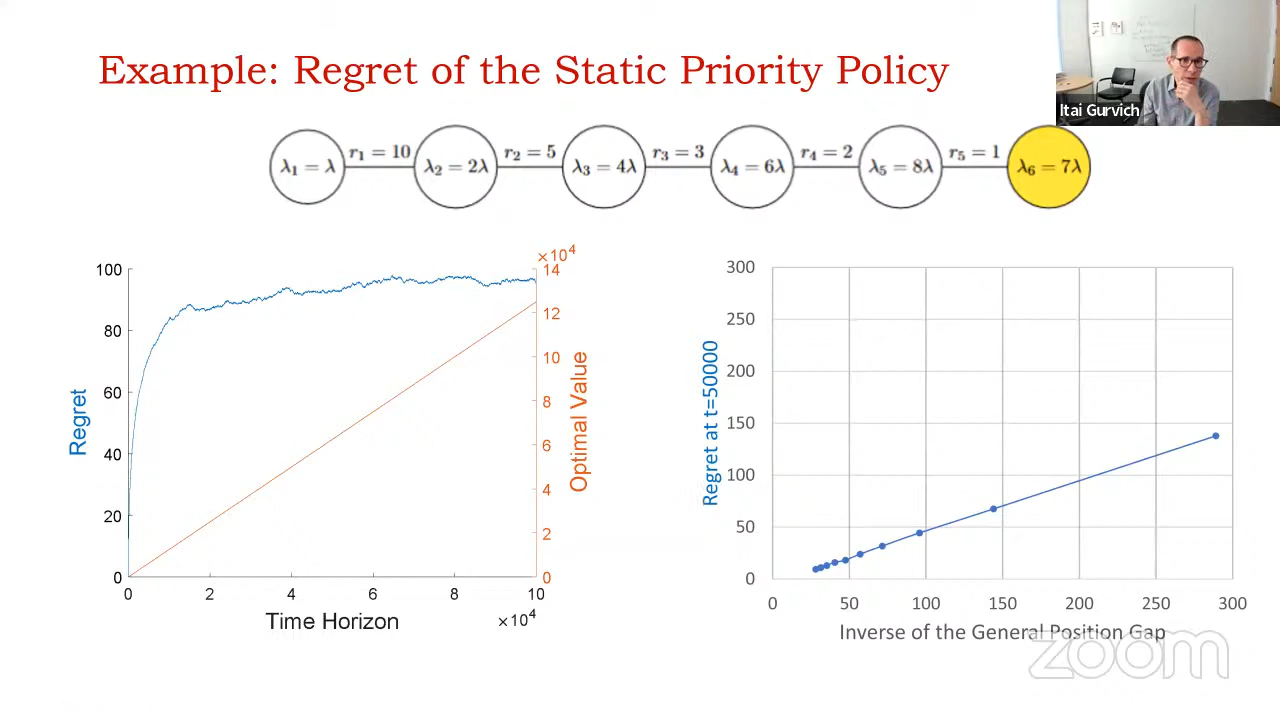 Example: Regret of the Static Priority Policy
Itai Gurvich
λ₁ = λ r₁ = 10 λ₂ = 2λ r₂ = 5 λ₃ = 4λ r₃ = 3 λ₄ = 6λ r₄ = 2 λ₅ = 8λ r₅ = 1 λ₆ = 7λ
×10⁴
100
80
60
40
20
0
Regret
14
12
10
8
6
4
2
0
Optimal Value
0 2 4 6 8 10
Time Horizon ×10⁴
300
250
200
150
100
50
0
Regret at t=50000
0 50 100 150 200 250 300
Inverse of the General Position Gap
zoom